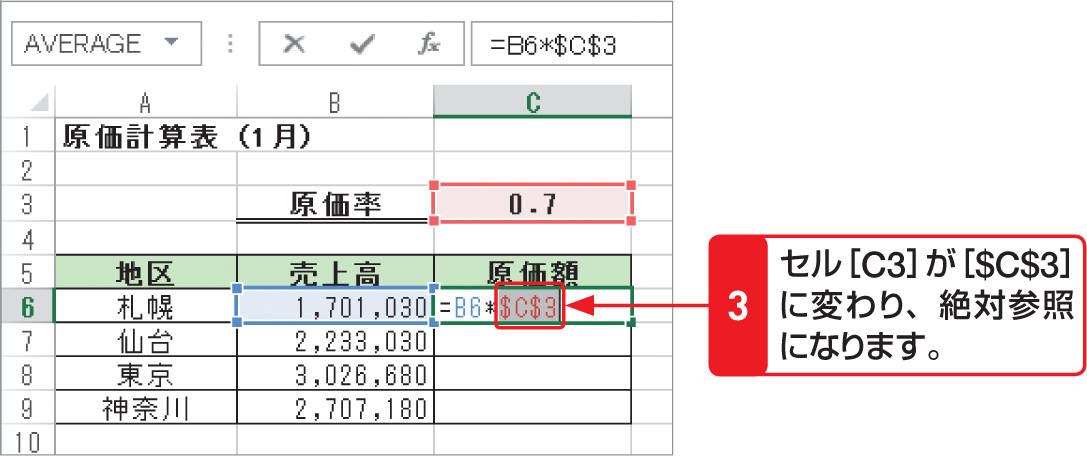 AVERAGE =B6*$C$3
A B C
1 原価計算表（1月）
2
3 原価率 0.7
4
5 地区 売上高 原価額
6 札幌 1,701,030 =B6*$C$3
7 仙台 2,233,030
8 東京 3,026,680
9 神奈川 2,707,180
10
3
セル［C3］が［$C$3］
に変わり、絶対参照
になります。